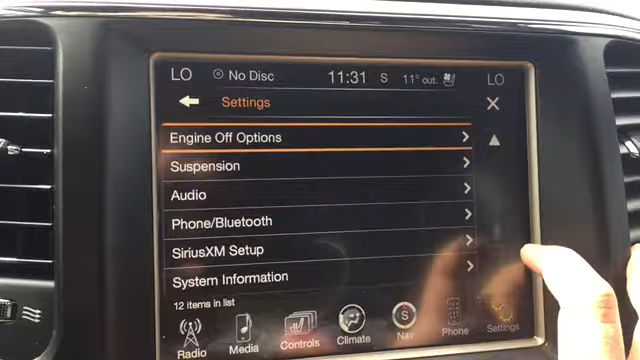 LO No Disc 11:31 S 11° out. LO
Settings
Engine Off Options
Suspension
Audio
Phone/Bluetooth
SiriusXM Setup
System Information
12 items in list
S
Radio Media Controls Climate Nav Phone Settings